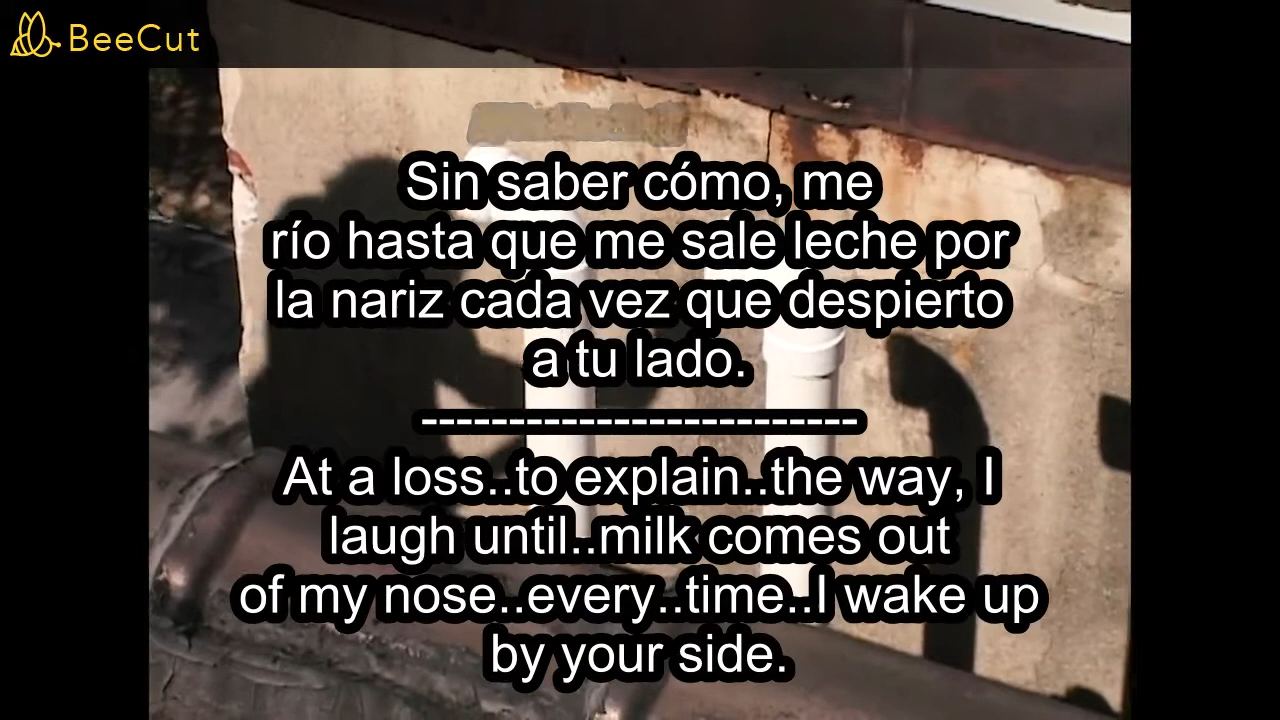 BeeCut
Sin saber cómo, me
río hasta que me sale leche por
la nariz cada vez que despierto
a tu lado.
-------------------------
At a loss..to explain..the way, I
laugh until..milk comes out
of my nose..every..time..I wake up
by your side.